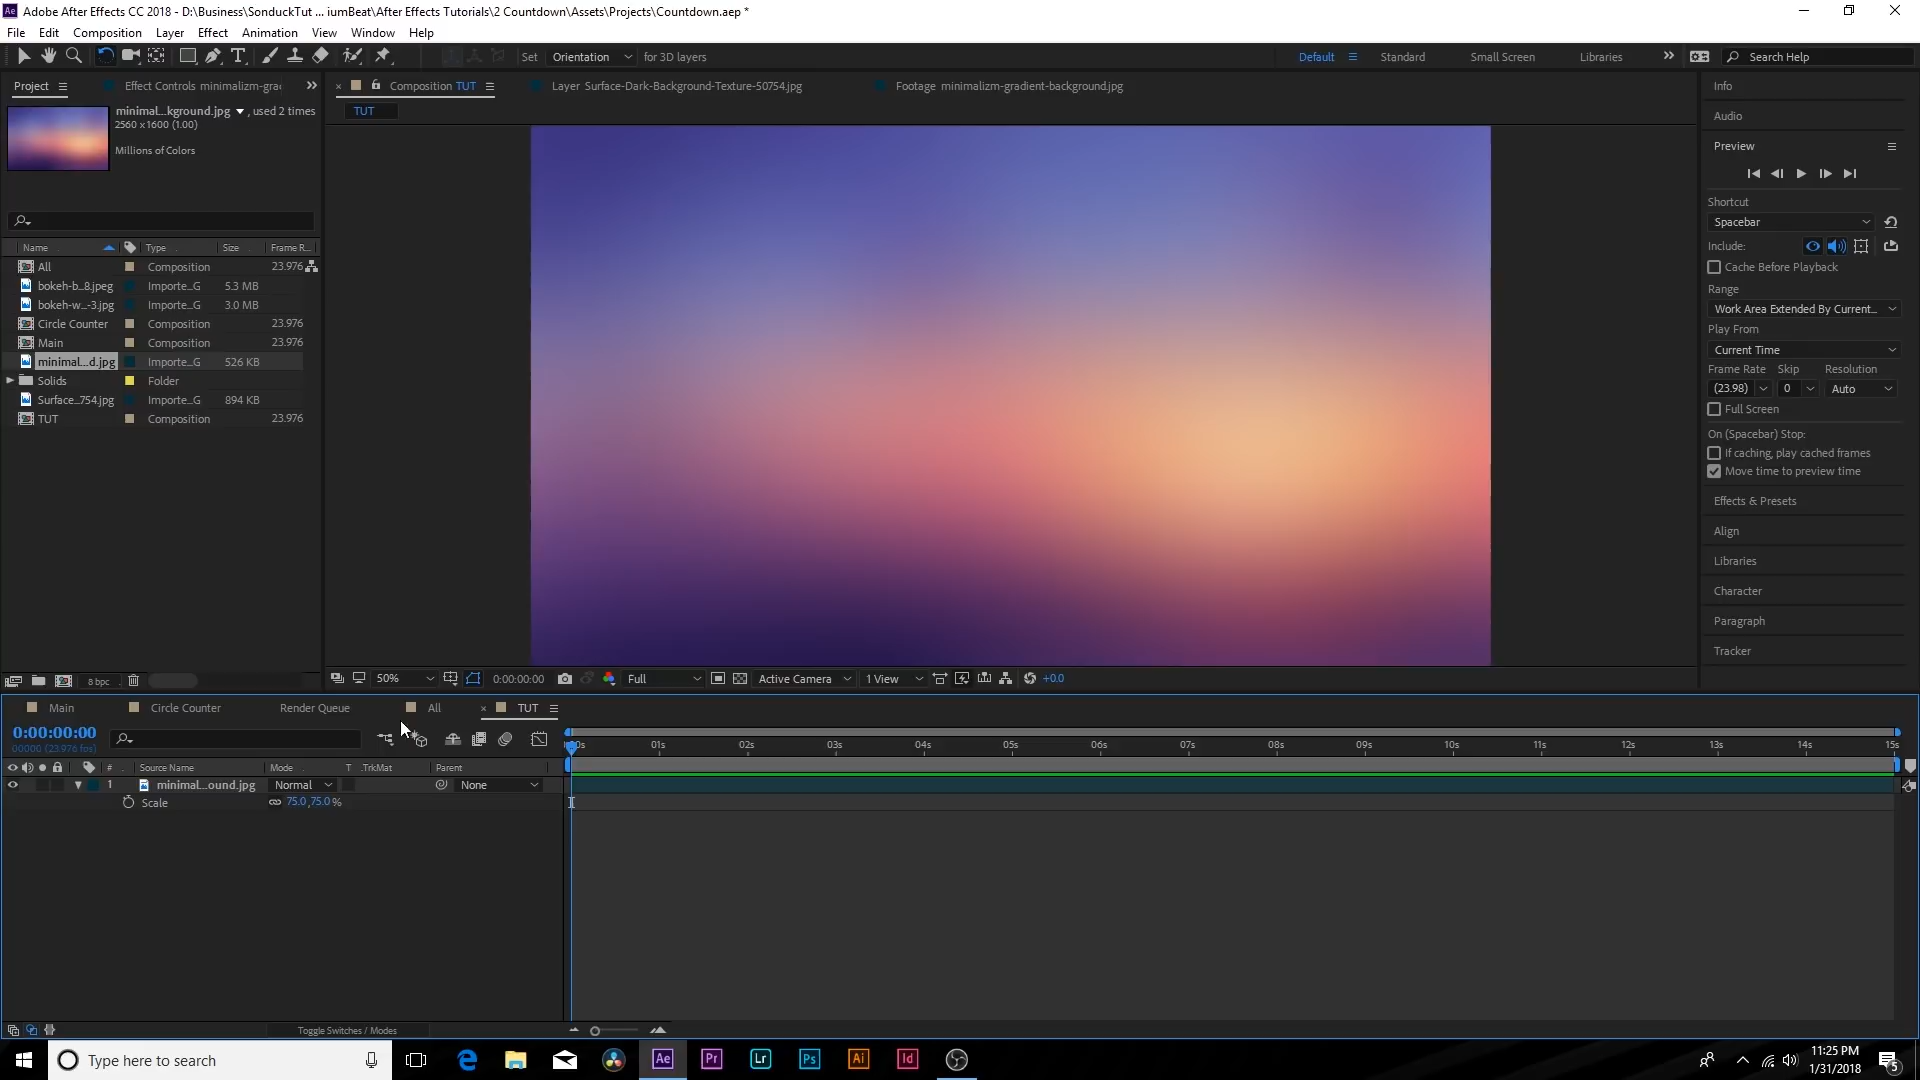 Adobe After Effects CC 2018 - D:\Business\SonduckTut ... iumBeat\After Effects Tutorials\2 Countdown\Assets\Projects\Countdown.aep *
File Edit Composition Layer Effect Animation View Window Help
Set Orientation for 3D layers Default Standard Small Screen Libraries Search Help
Project Effect Controls minimalizm-gra
Composition TUT Layer Surface-Dark-Background-Texture-50754.jpg Footage minimalizm-gradient-background.jpg
TUT
minimal...kground.jpg , used 2 times
2560 x 1600 (1.00)
Millions of Colors
Name Type Size Frame R...
All Composition 23.976
bokeh-b...8.jpeg Importe...G 5.3 MB
bokeh-w...-3.jpg Importe...G 3.0 MB
Circle Counter Composition 23.976
Main Composition 23.976
minimal...d.jpg Importe...G 526 KB
Solids Folder
Surface...754.jpg Importe...G 894 KB
TUT Composition 23.976
8 bpc
50% 0:00:00:00 Full Active Camera 1 View +0.0
Info
Audio
Preview
Shortcut
Spacebar
Include:
Cache Before Playback
Range
Work Area Extended By Current...
Play From
Current Time
Frame Rate Skip Resolution
(23.98) 0 Auto
Full Screen
On (Spacebar) Stop:
If caching, play cached frames
Move time to preview time
Effects & Presets
Align
Libraries
Character
Paragraph
Tracker
Main Circle Counter Render Queue All TUT
0:00:00:00
00000 (23.976 fps)
01s 02s 03s 04s 05s 06s 07s 08s 09s 10s 11s 12s 13s 14s 15s
# Source Name Mode T .TrkMat Parent
1 minimal...ound.jpg Normal None
Scale 75.0,75.0%
Toggle Switches / Modes
Type here to search
Ae Pr Lr Ps Ai Id
11:25 PM
1/31/2018
5